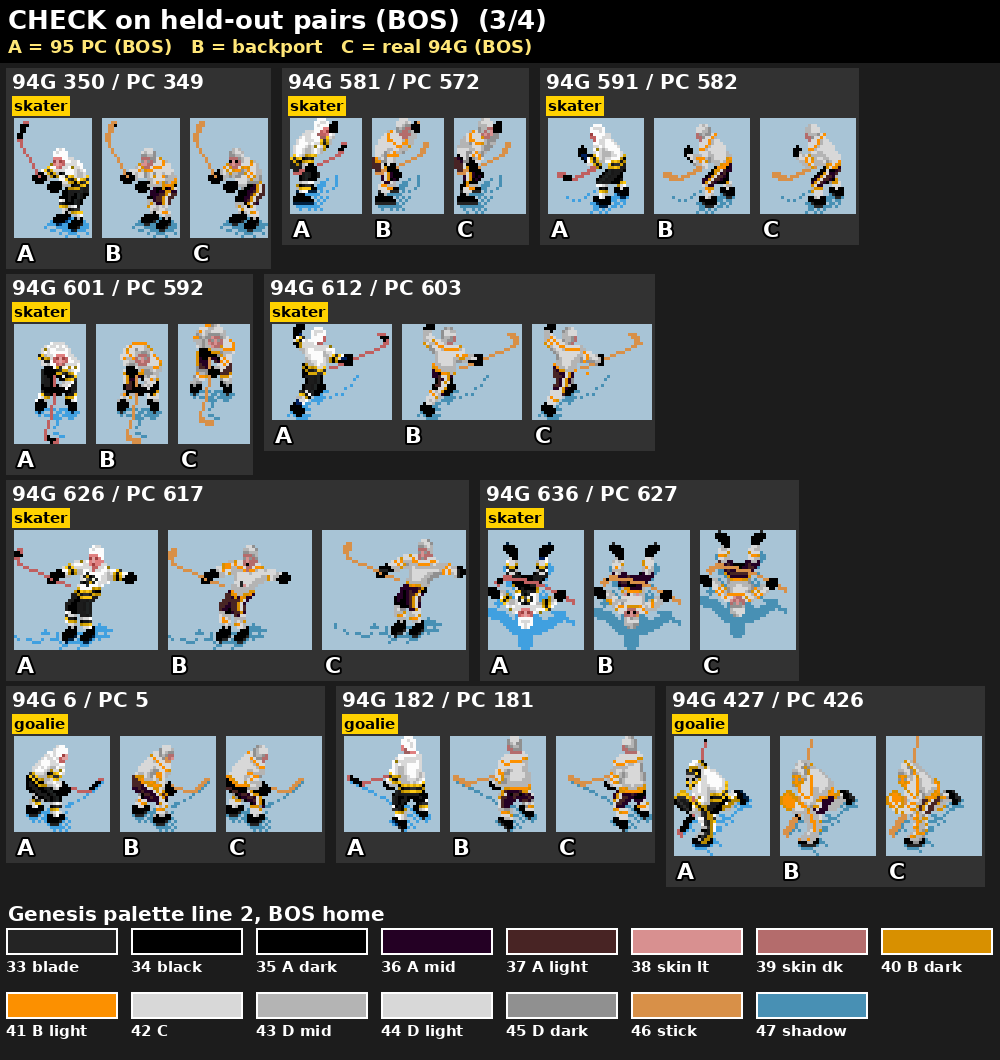 CHECK on held-out pairs (BOS)  (3/4)
A = 95 PC (BOS)   B = backport   C = real 94G (BOS)
94G 350 / PC 349
skater
A B C
94G 581 / PC 572
skater
A B C
94G 591 / PC 582
skater
A B C
94G 601 / PC 592
skater
A B C
94G 612 / PC 603
skater
A B C
94G 626 / PC 617
skater
A B C
94G 636 / PC 627
skater
A B C
94G 6 / PC 5
goalie
A B C
94G 182 / PC 181
goalie
A B C
94G 427 / PC 426
goalie
A B C
Genesis palette line 2, BOS home
33 blade
34 black
35 A dark
36 A mid
37 A light
38 skin lt
39 skin dk
40 B dark
41 B light
42 C
43 D mid
44 D light
45 D dark
46 stick
47 shadow